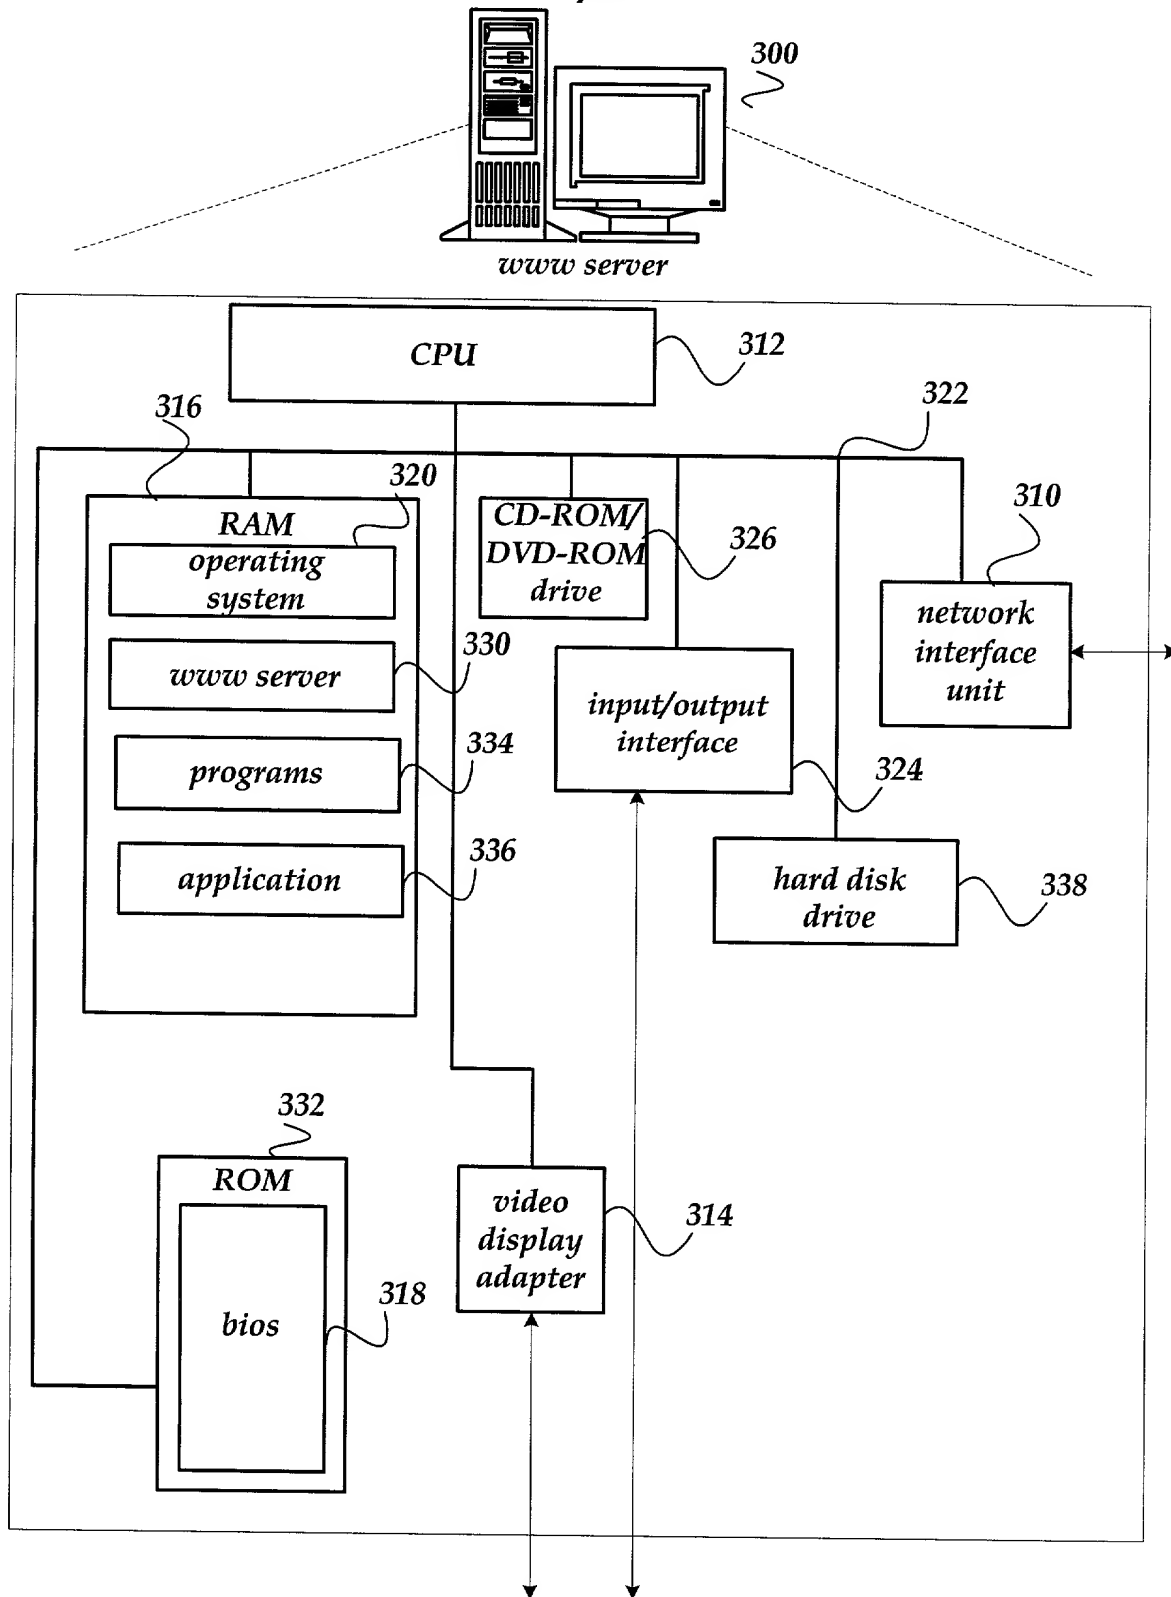 300
www server
CPU
312
316
322
320
RAM
operating
system
CD-ROM/
DVD-ROM
drive
326
310
network
interface
unit
330
www server
input/output
interface
324
334
programs
336
application
hard disk
drive
338
332
ROM
bios
318
video
display
adapter
314